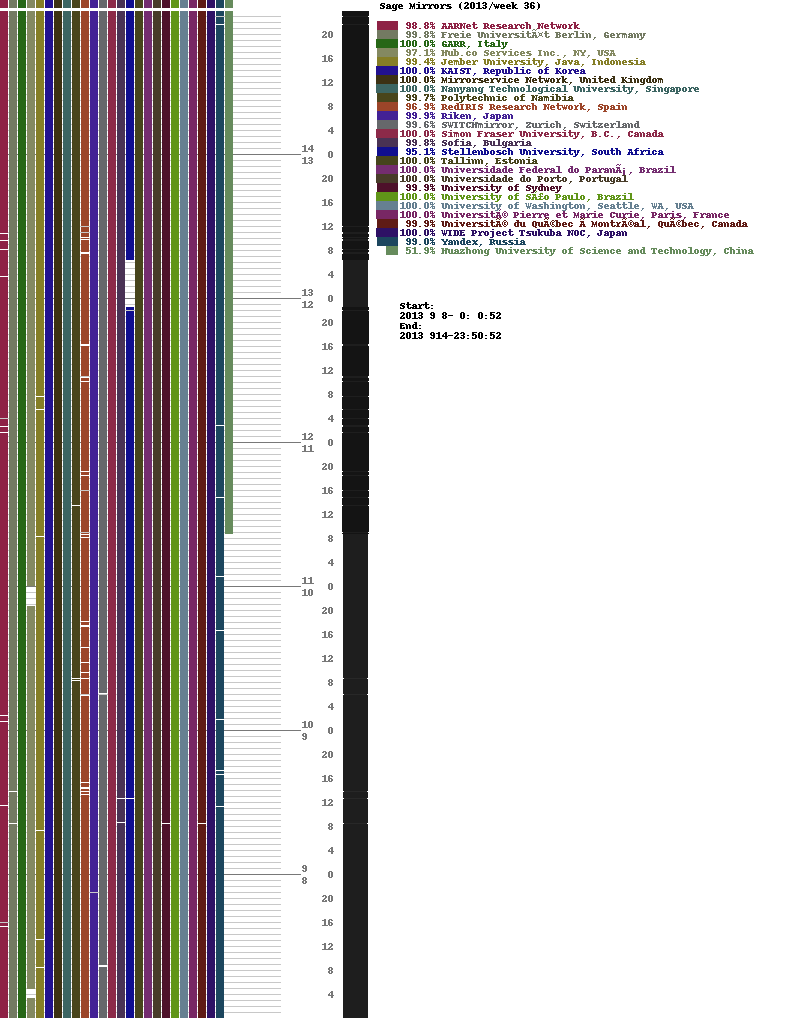 Sage Mirrors (2013/week 36)
98.8% AARNet Research Network
99.8% Freie UniversitÃ¤t Berlin, Germany
100.0% GARR, Italy
97.1% Hub.co Services Inc., NY, USA
99.4% Jember University, Java, Indonesia
100.0% KAIST, Republic of Korea
100.0% Mirrorservice Network, United Kingdom
100.0% Nanyang Technological University, Singapore
99.7% Polytechnic of Namibia
96.9% RedIRIS Research Network, Spain
99.9% Riken, Japan
99.6% SWITCHmirror, Zurich, Switzerland
100.0% Simon Fraser University, B.C., Canada
99.8% Sofia, Bulgaria
95.1% Stellenbosch University, South Africa
100.0% Tallinn, Estonia
100.0% Universidade Federal do ParanÃ¡, Brazil
100.0% Universidade do Porto, Portugal
99.9% University of Sydney
100.0% University of SÃ£o Paulo, Brazil
100.0% University of Washington, Seattle, WA, USA
100.0% UniversitÃ© Pierre et Marie Curie, Paris, France
99.9% UniversitÃ© du QuÃ©bec A MontrÃ©al, QuÃ©bec, Canada
100.0% WIDE Project Tsukuba NOC, Japan
99.0% Yandex, Russia
51.9% Huazhong University of Science and Technology, China
Start:
2013 9 8- 0: 0:52
End:
2013 914-23:50:52
20
16
12
8
4
14
0
13
20
16
12
8
4
13
0
12
20
16
12
8
4
12
0
11
20
16
12
8
4
11
0
10
20
16
12
8
4
10
0
9
20
16
12
8
4
9
0
8
20
16
12
8
4